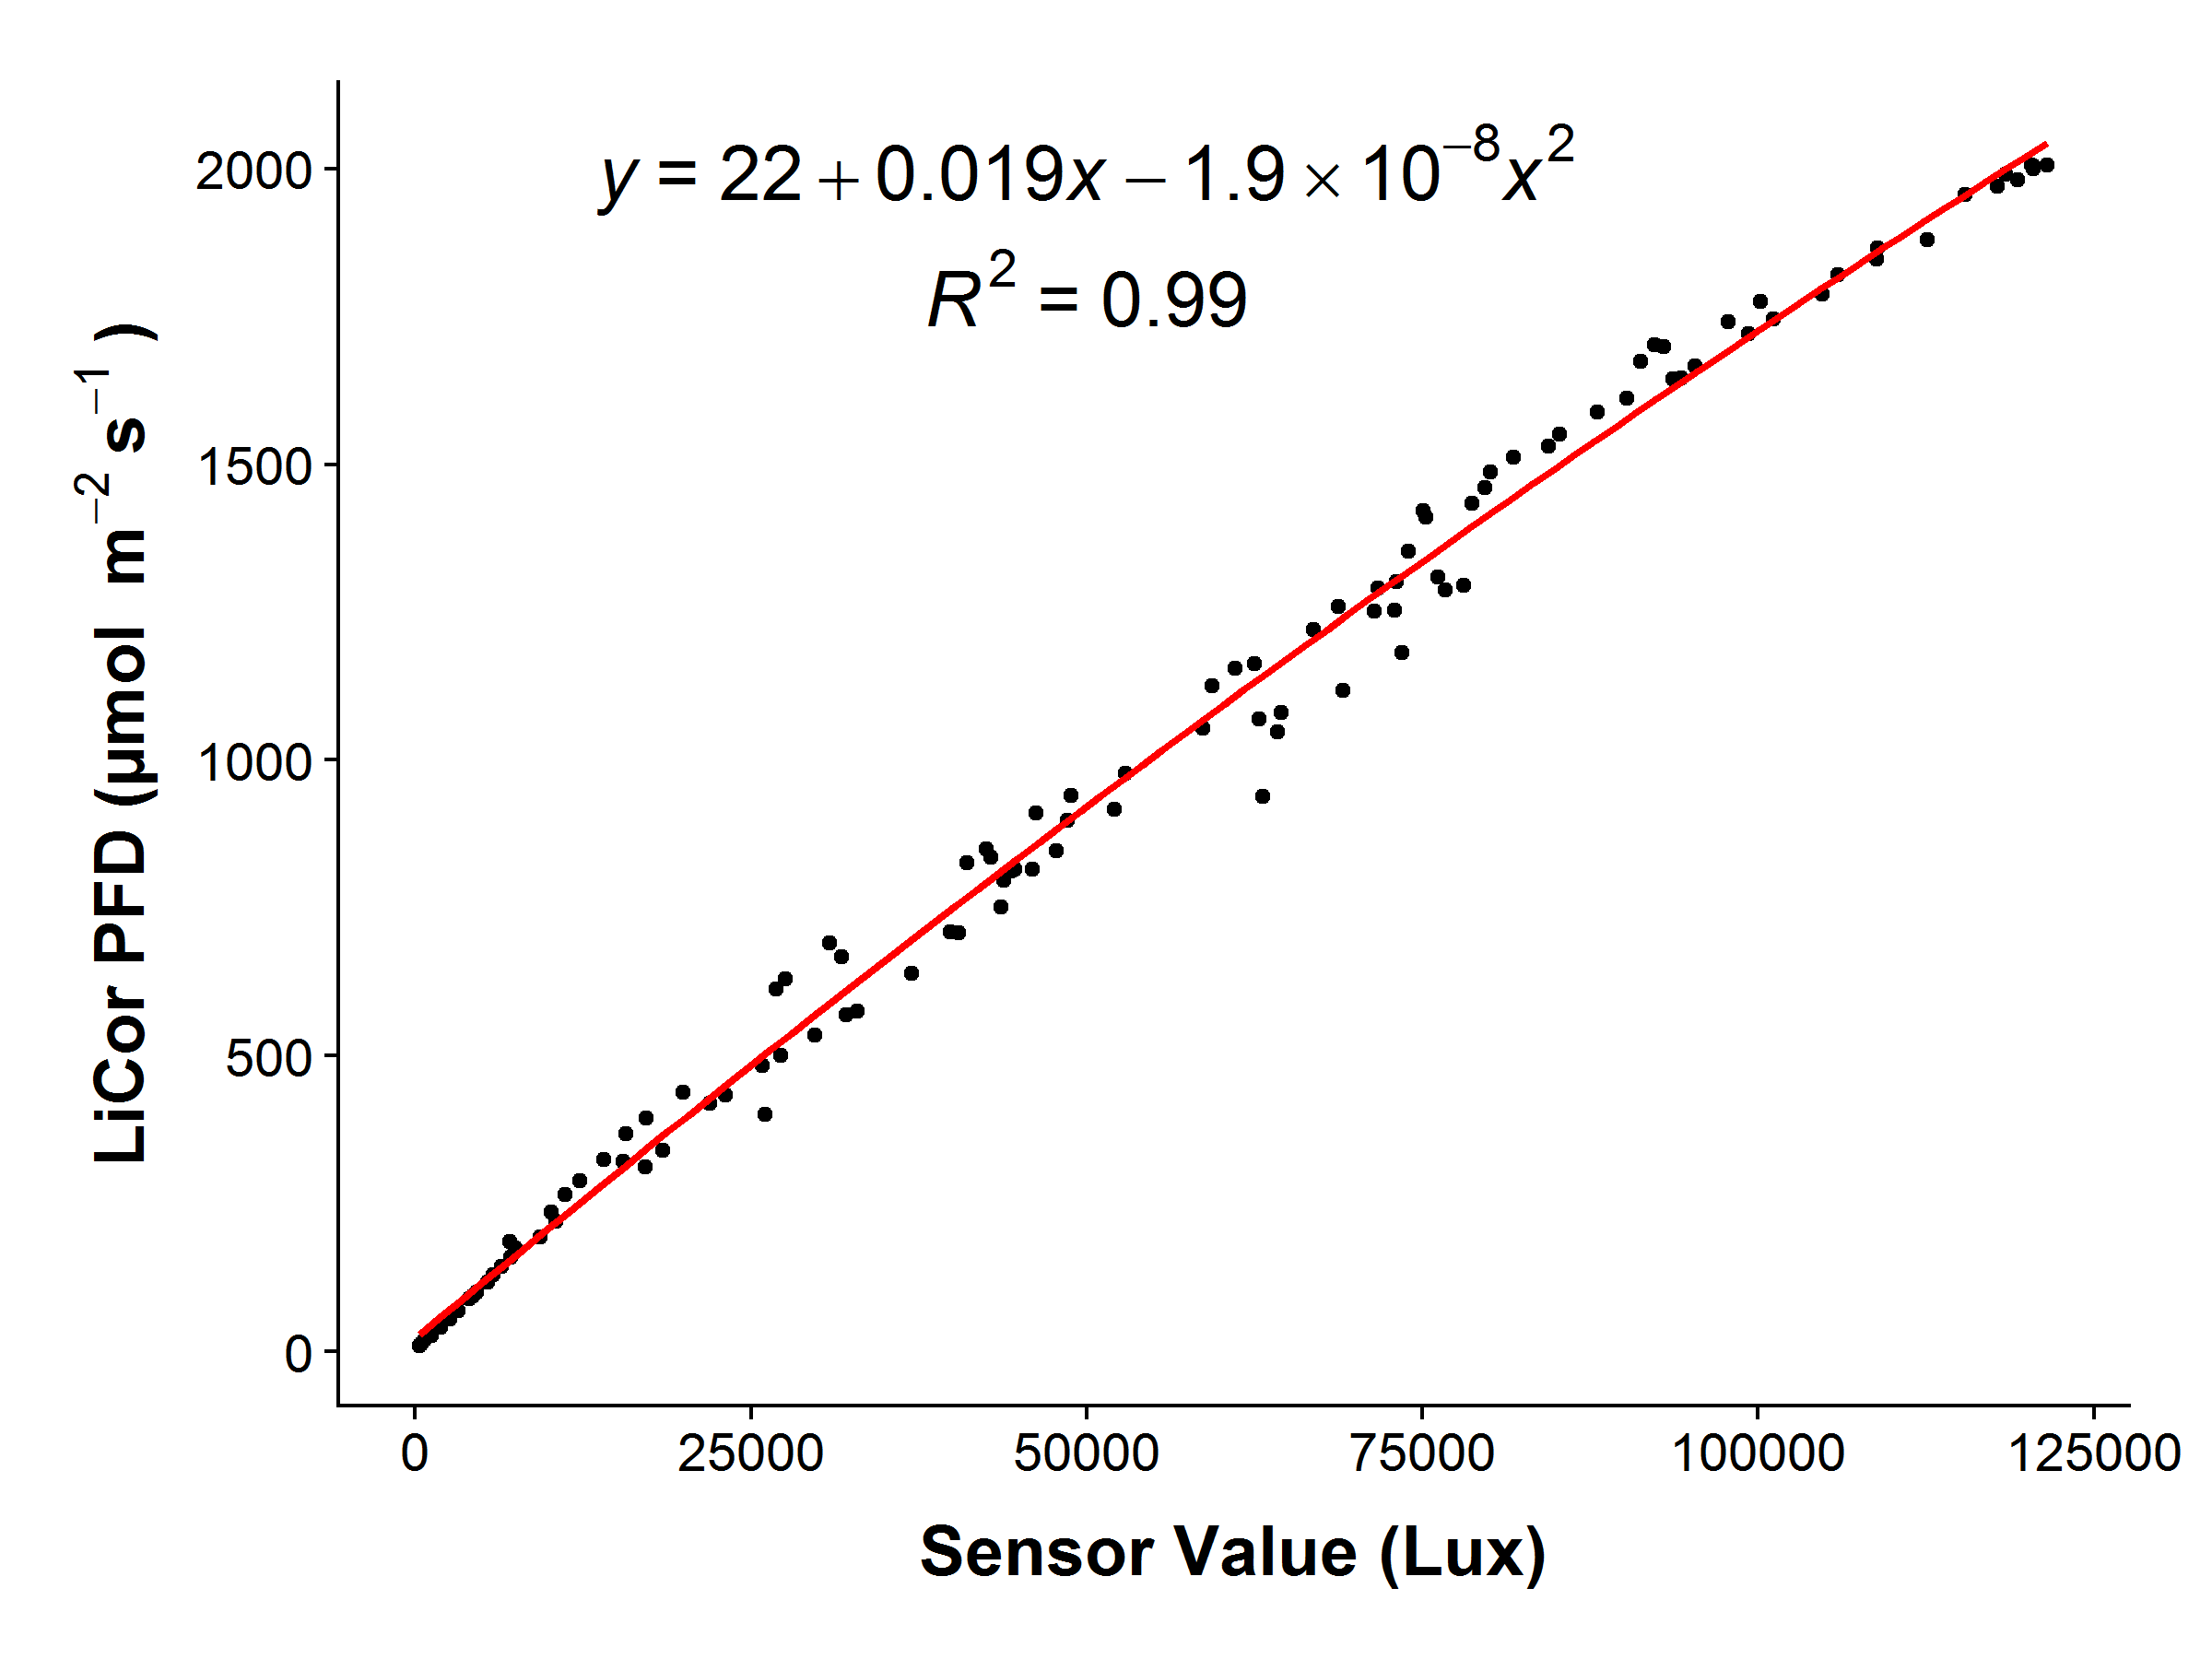 y = 22 + 0.019x − 1.9 × 10⁻⁸x²
R² = 0.99
LiCor PFD (µmol m⁻² s⁻¹ )
2000
1500
1000
500
0
0 25000 50000 75000 100000 125000
Sensor Value (Lux)